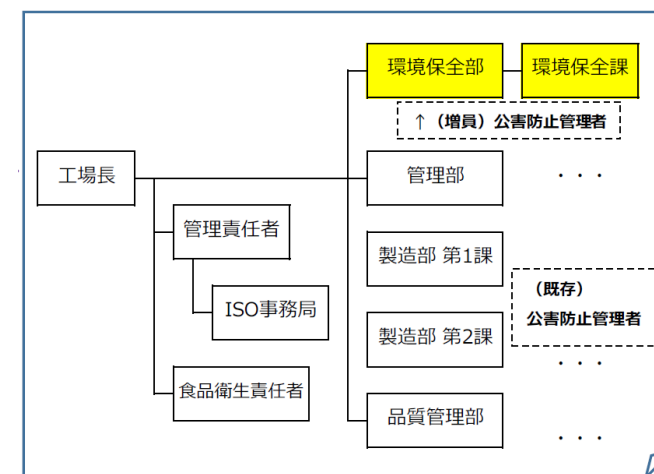 環境保全部
環境保全課
↑（増員）公害防止管理者
工場長
管理部
・・・
管理責任者
製造部 第1課
（既存）
公害防止管理者
ISO事務局
製造部 第2課
・・・
食品衛生責任者
品質管理部
・・・